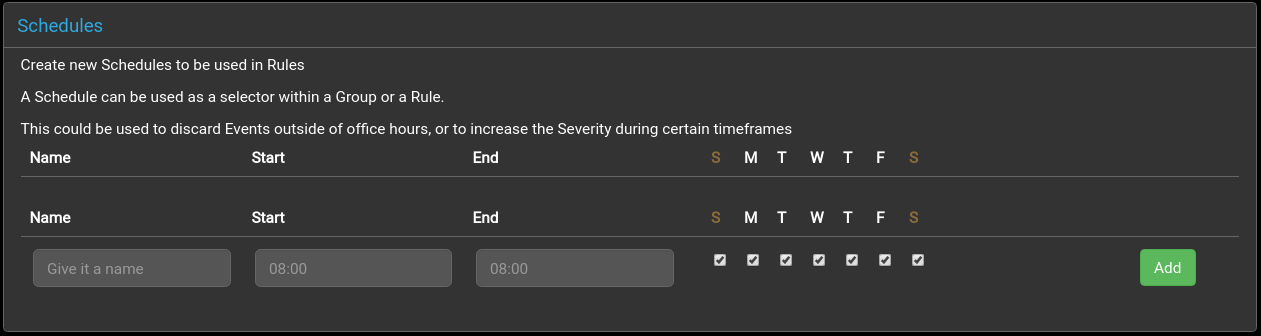 Schedules
Create new Schedules to be used in Rules
A Schedule can be used as a selector within a Group or a Rule.
This could be used to discard Events outside of office hours, or to increase the Severity during certain timeframes
Name Start End S M T W T F S
Name Start End S M T W T F S
Give it a name 08:00 08:00 Add